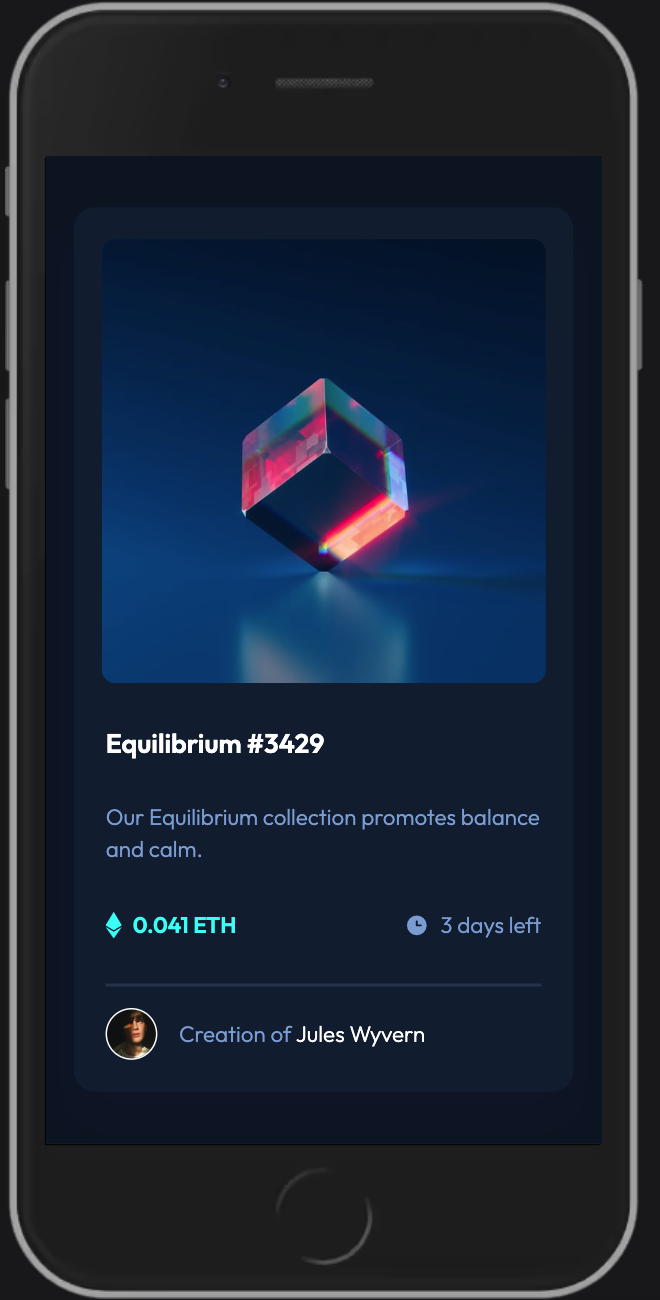 Equilibrium #3429
Our Equilibrium collection promotes balance
and calm.
0.041 ETH
3 days left
Creation of Jules Wyvern